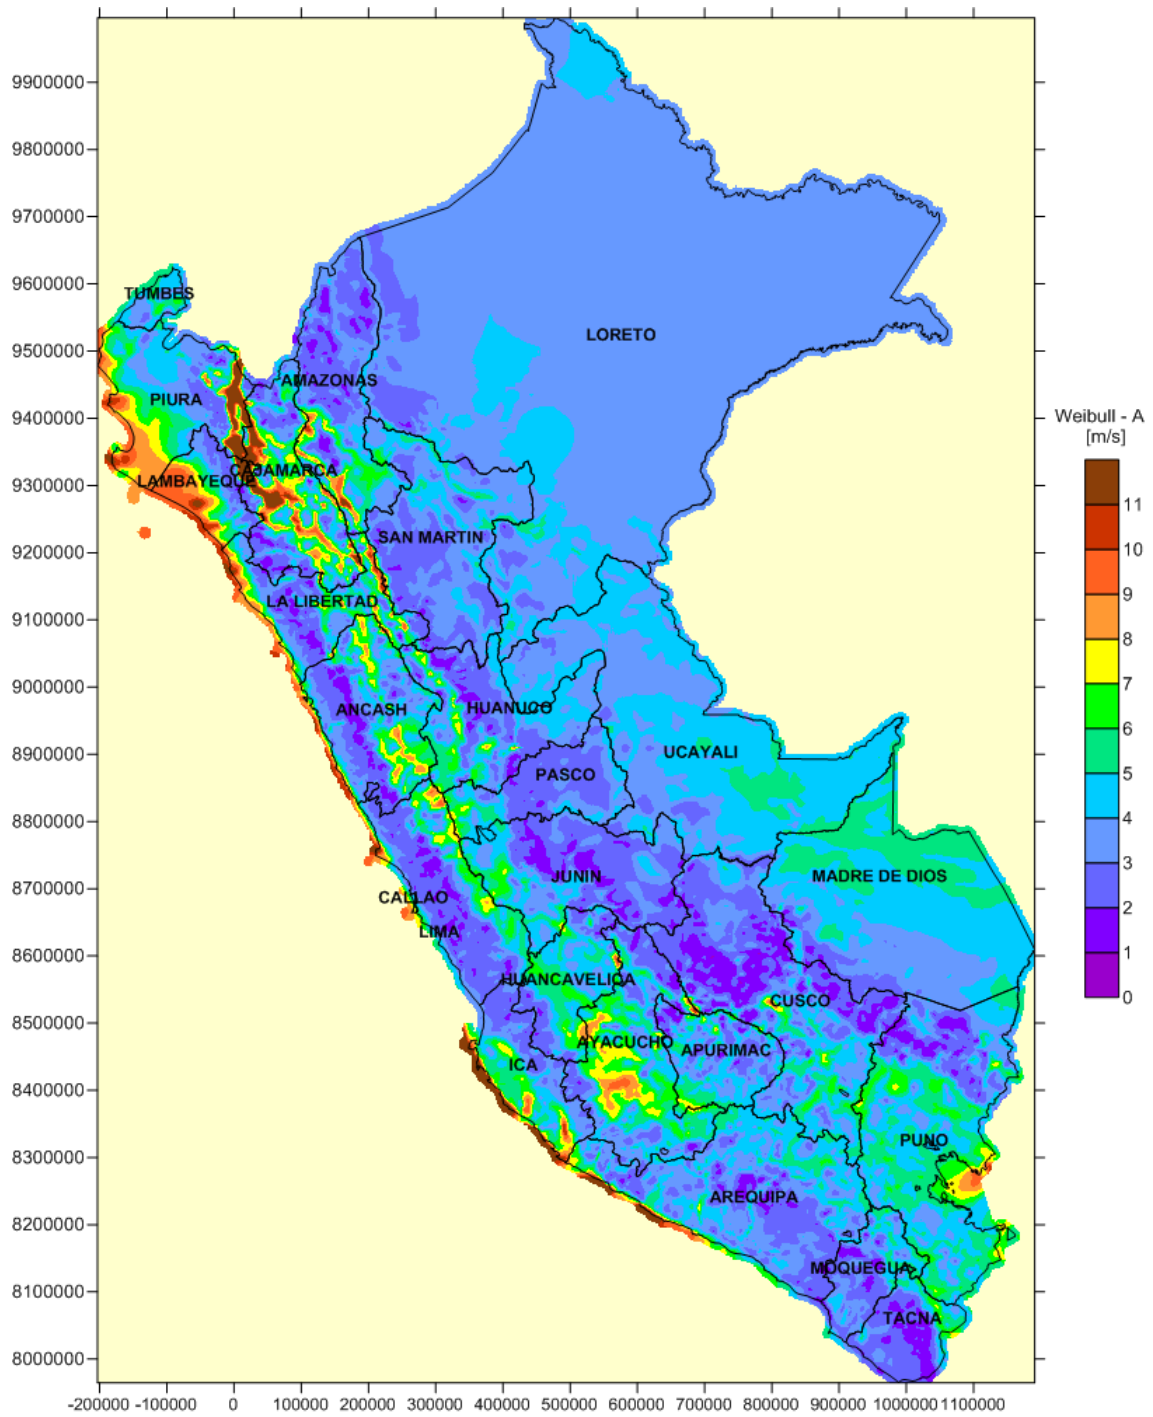 9900000
9800000
9700000
9600000
TUMBES
LORETO
9500000
AMAZONAS
PIURA
9400000
Weibull - A
[m/s]
CAJAMARCA
LAMBAYEQUE
9300000
11
SAN MARTIN
10
9200000
9
LA LIBERTAD
8
9100000
7
9000000
ANCASH
HUANUCO
6
8900000
UCAYALI
PASCO
5
8800000
4
JUNIN
MADRE DE DIOS
3
8700000
CALLAO
2
LIMA
8600000
1
HUANCAVELICA
CUSCO
0
8500000
AYACUCHO
APURIMAC
ICA
8400000
PUNO
8300000
AREQUIPA
8200000
MOQUEGUA
8100000
TACNA
8000000
-200000 -100000 0 100000 200000 300000 400000 500000 600000 700000 800000 900000 1000000 1100000